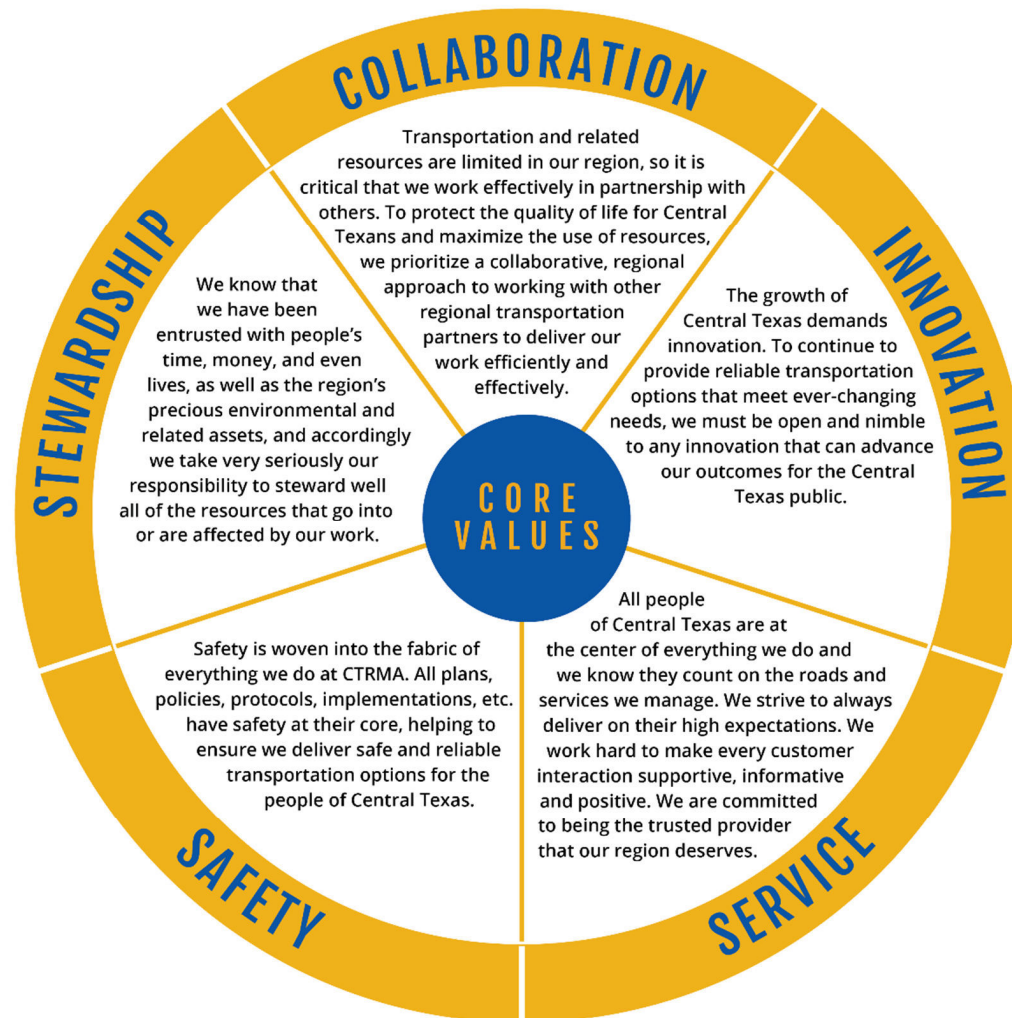 COLLABORATION
Transportation and related
resources are limited in our region, so it is
critical that we work effectively in partnership with
others. To protect the quality of life for Central
Texans and maximize the use of resources,
we prioritize a collaborative, regional
approach to working with other
regional transportation
partners to deliver our
work efficiently and
effectively.
INNOVATION
The growth of
Central Texas demands
innovation. To continue to
provide reliable transportation
options that meet ever-changing
needs, we must be open and nimble
to any innovation that can advance
our outcomes for the Central
Texas public.
SERVICE
All people
of Central Texas are at
the center of everything we do and
we know they count on the roads and
services we manage. We strive to always
deliver on their high expectations. We
work hard to make every customer
interaction supportive, informative
and positive. We are committed
to being the trusted provider
that our region deserves.
SAFETY
Safety is woven into the fabric of
everything we do at CTRMA. All plans,
policies, protocols, implementations, etc.
have safety at their core, helping to
ensure we deliver safe and reliable
transportation options for the
people of Central Texas.
STEWARDSHIP
We know that
we have been
entrusted with people's
time, money, and even
lives, as well as the region's
precious environmental and
related assets, and accordingly
we take very seriously our
responsibility to steward well
all of the resources that go into
or are affected by our work.
CORE
VALUES